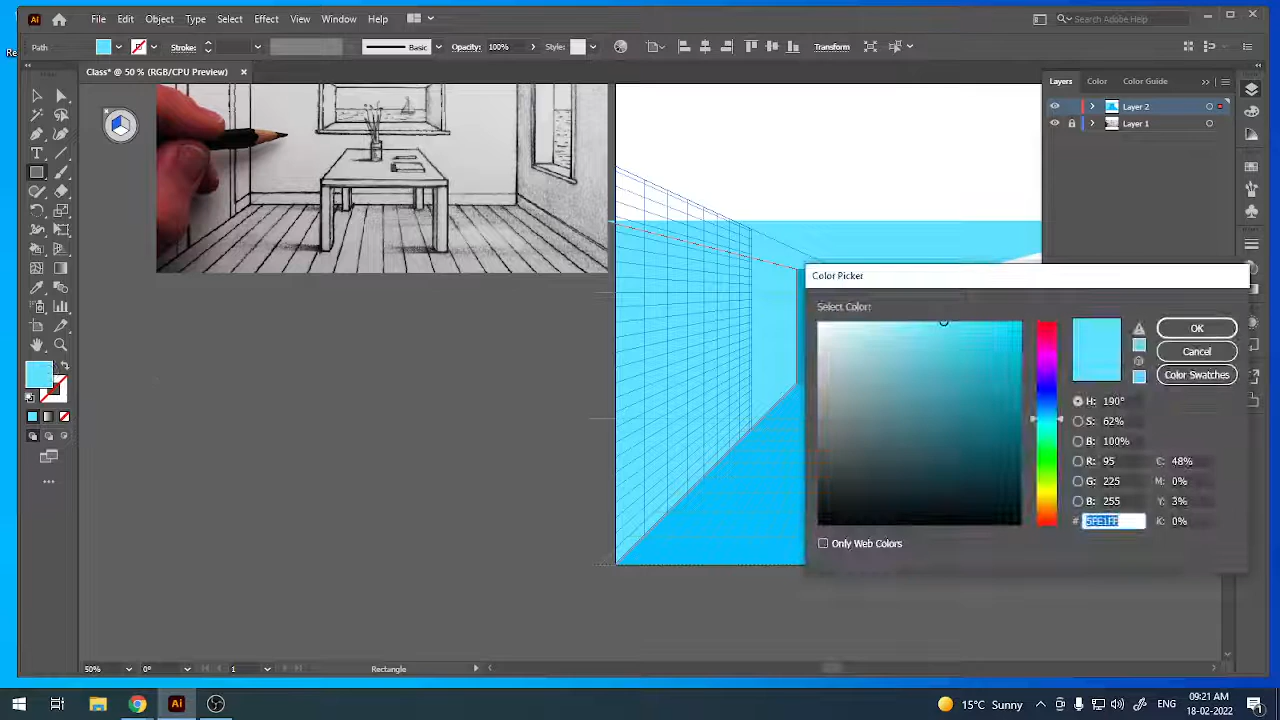 Ai File Edit Object Type Select Effect View Window Help Search Adobe Help
Path Stroke: Basic Opacity: 100% Style: Transform
Class* @ 50 % (RGB/CPU Preview) ×
Layers Color Color Guide
Layer 2
Layer 1
Color Picker
Select Color:
OK
Cancel
Color Swatches
H: 190°
S: 62%
B: 100%
R: 95 C: 48%
G: 225 M: 0%
B: 255 Y: 3%
# 5FE1FF K: 0%
Only Web Colors
50% 0° 1 Rectangle
Ai 15°C Sunny ENG 09:21 AM
18-02-2022